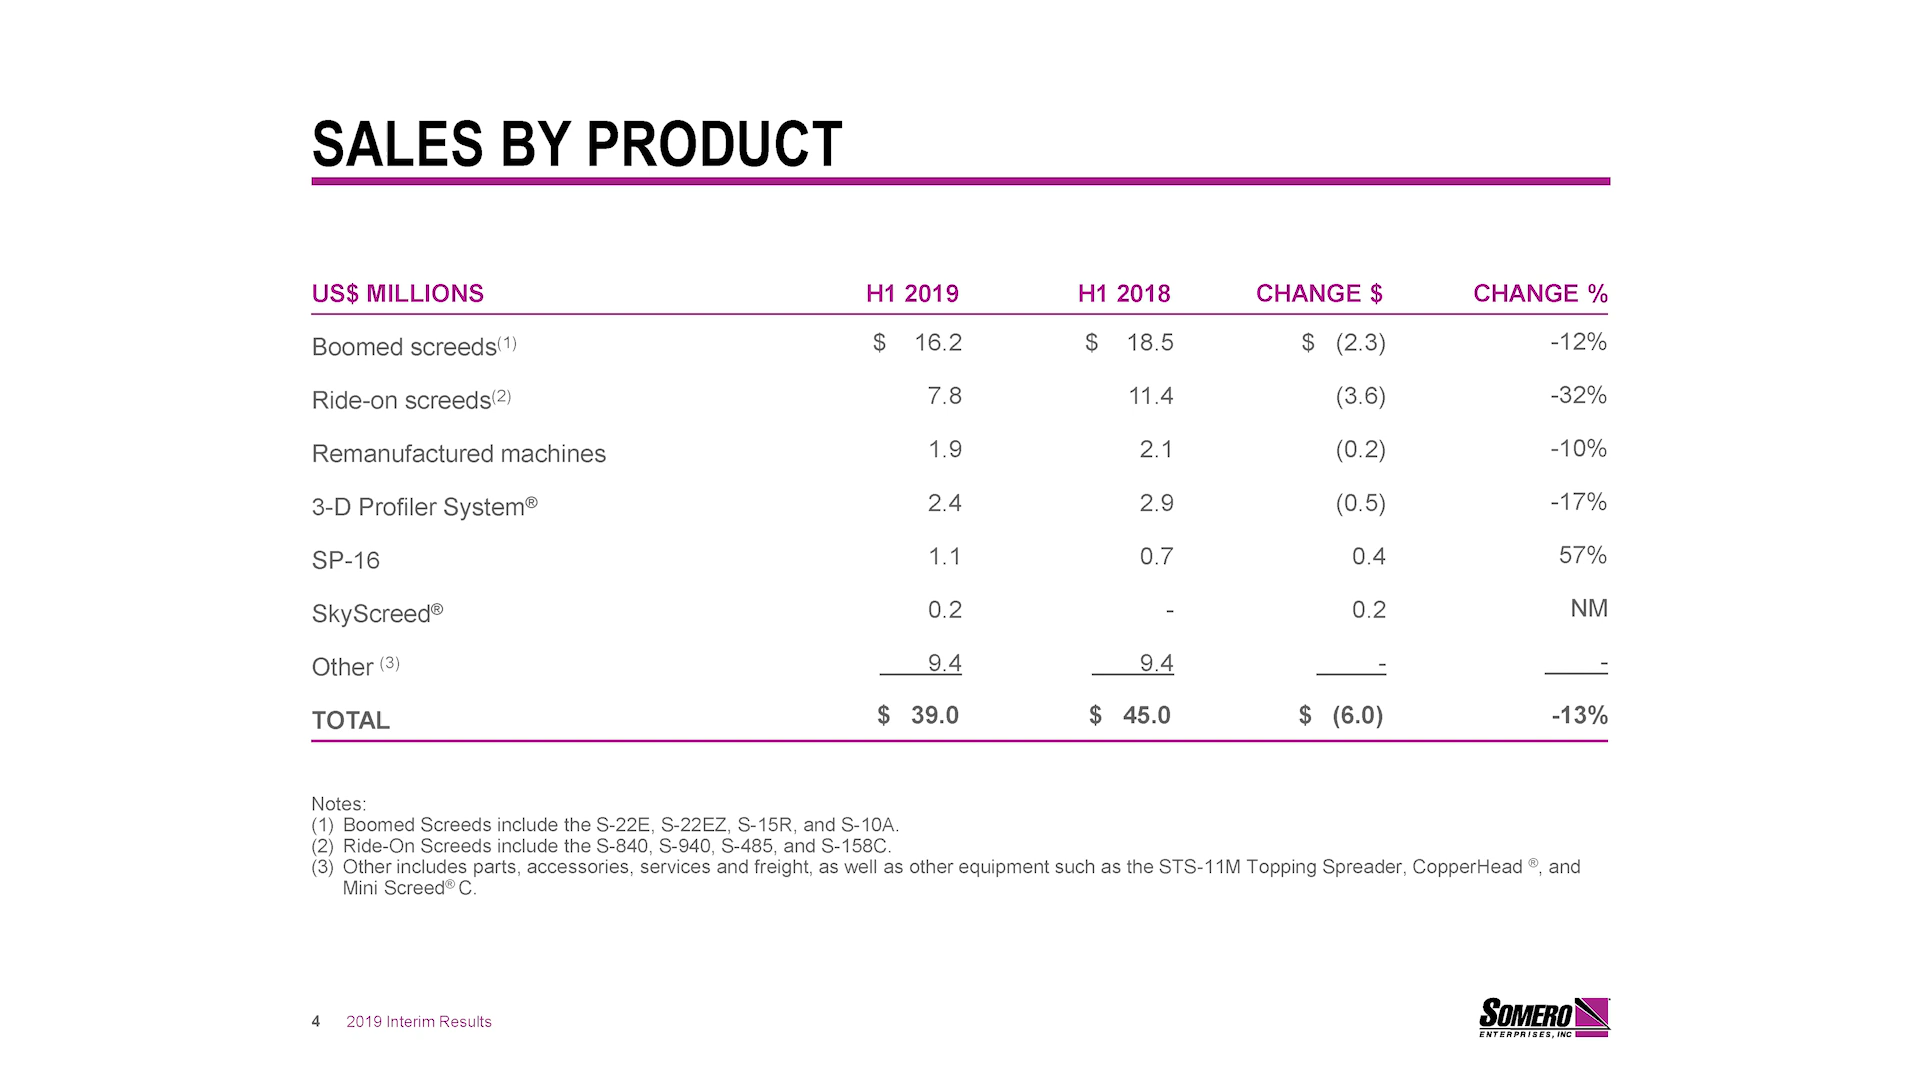 SALES BY PRODUCT
US$ MILLIONS H1 2019 H1 2018 CHANGE $ CHANGE %
Boomed screeds(1) $ 16.2 $ 18.5 $ (2.3) -12%
Ride-on screeds(2) 7.8 11.4 (3.6) -32%
Remanufactured machines 1.9 2.1 (0.2) -10%
3-D Profiler System® 2.4 2.9 (0.5) -17%
SP-16 1.1 0.7 0.4 57%
SkyScreed® 0.2 - 0.2 NM
Other (3) 9.4 9.4 - -
TOTAL $ 39.0 $ 45.0 $ (6.0) -13%
Notes:
(1) Boomed Screeds include the S-22E, S-22EZ, S-15R, and S-10A.
(2) Ride-On Screeds include the S-840, S-940, S-485, and S-158C.
(3) Other includes parts, accessories, services and freight, as well as other equipment such as the STS-11M Topping Spreader, CopperHead ®, and
Mini Screed® C.
4 2019 Interim Results
SOMERO
ENTERPRISES, INC